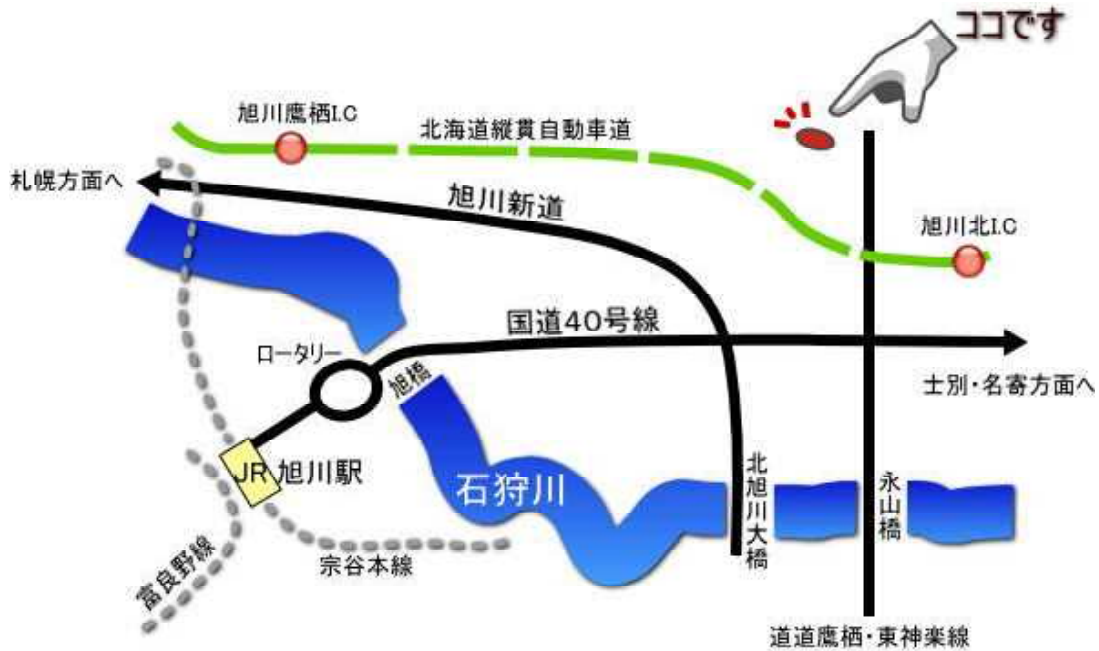 ココです
旭川鷹栖I.C
北海道縦貫自動車道
札幌方面へ
旭川新道
旭川北I.C
国道40号線
ロータリー
旭橋
士別・名寄方面へ
JR 旭川駅
石狩川
北旭川大橋
永山橋
宗谷本線
富良野線
道道鷹栖・東神楽線